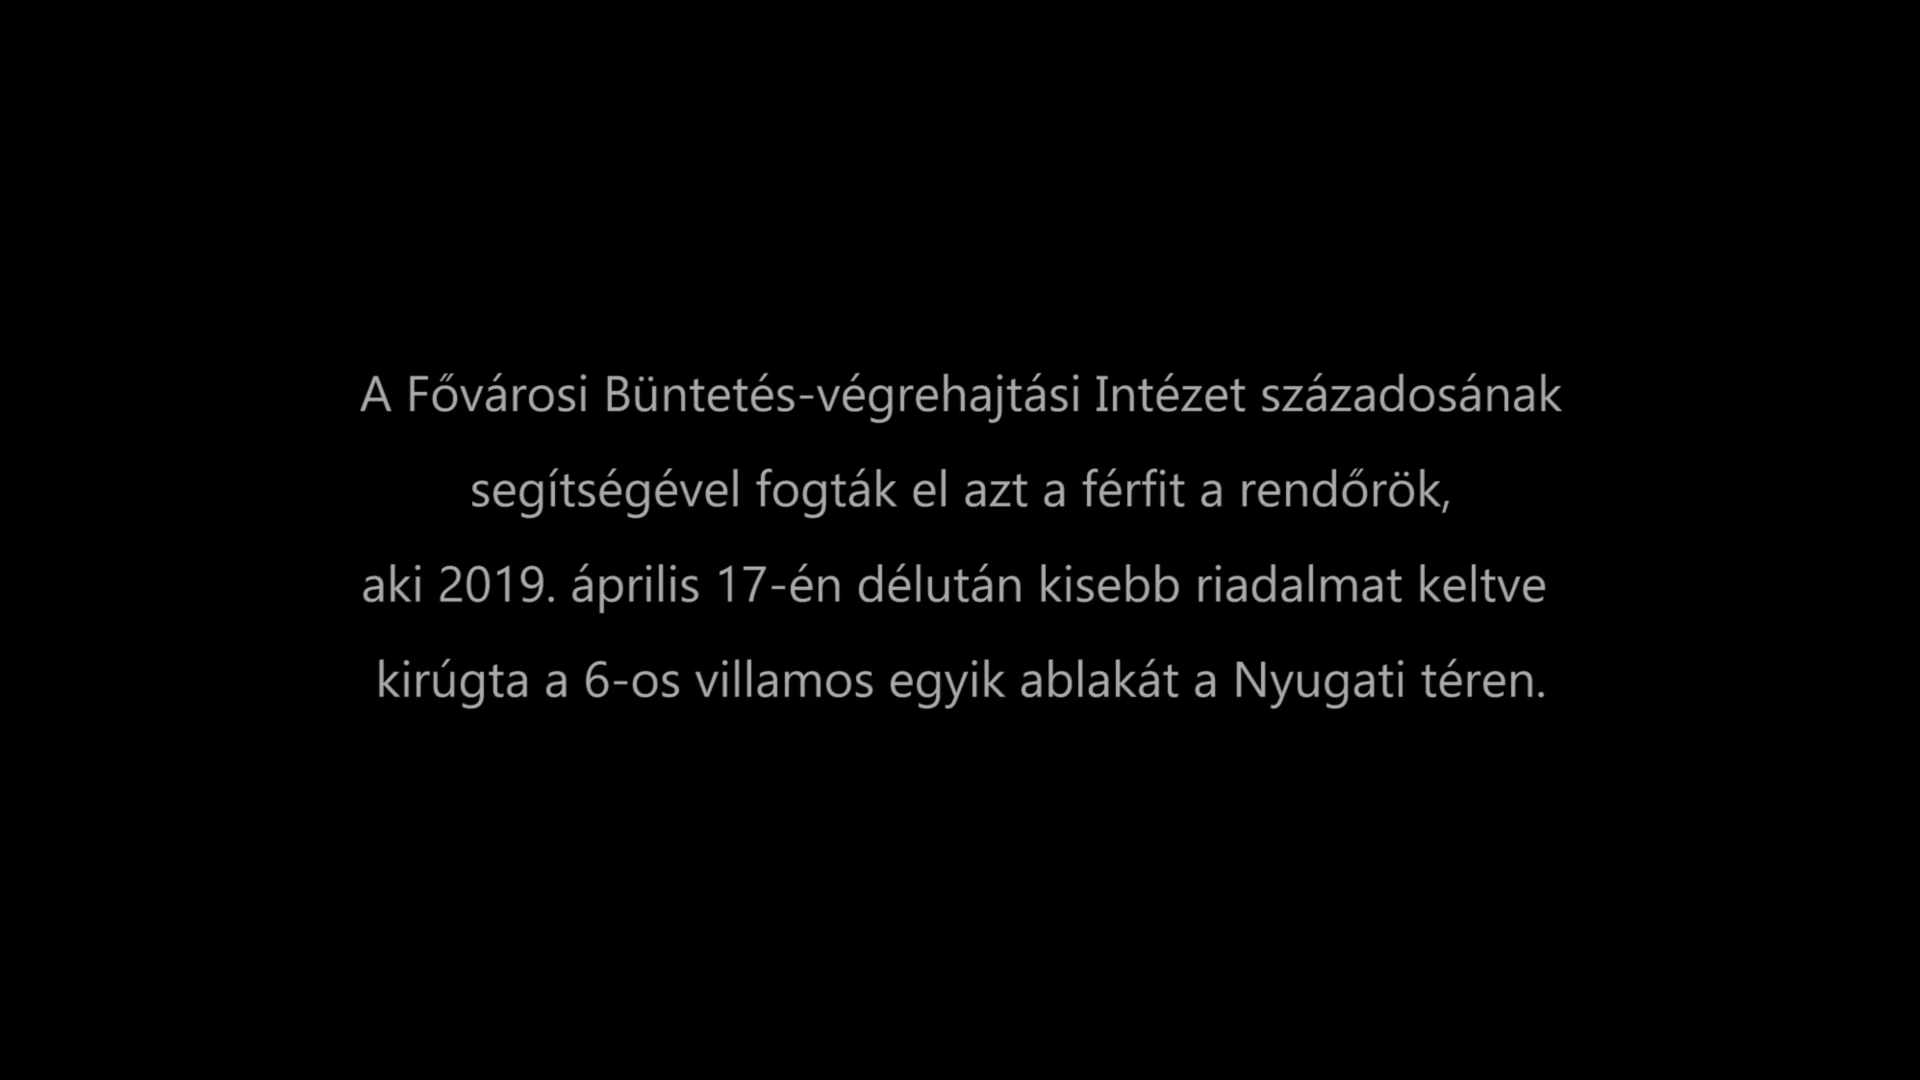 A Fővárosi Büntetés-végrehajtási Intézet századosának
segítségével fogták el azt a férfit a rendőrök,
aki 2019. április 17-én délután kisebb riadalmat keltve
kirúgta a 6-os villamos egyik ablakát a Nyugati téren.